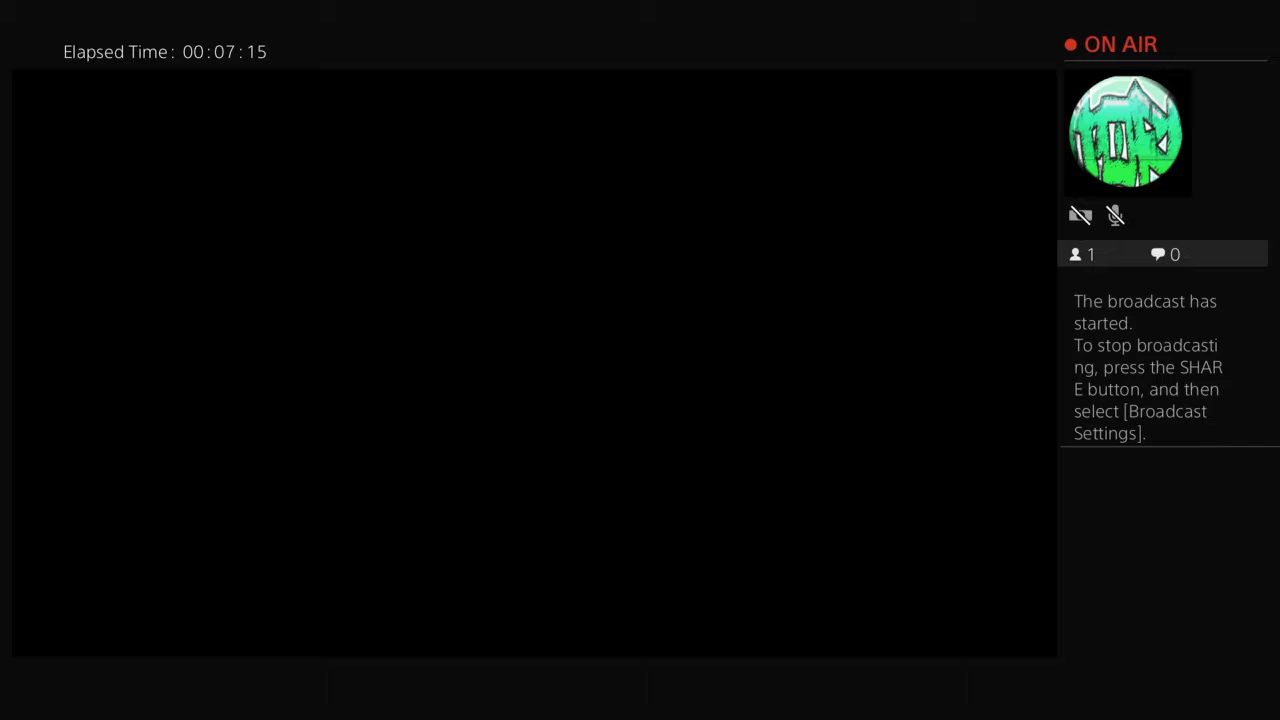 Elapsed Time: 00:07:15
ON AIR
1 0
The broadcast has
started.
To stop broadcasti
ng, press the SHAR
E button, and then
select [Broadcast
Settings].